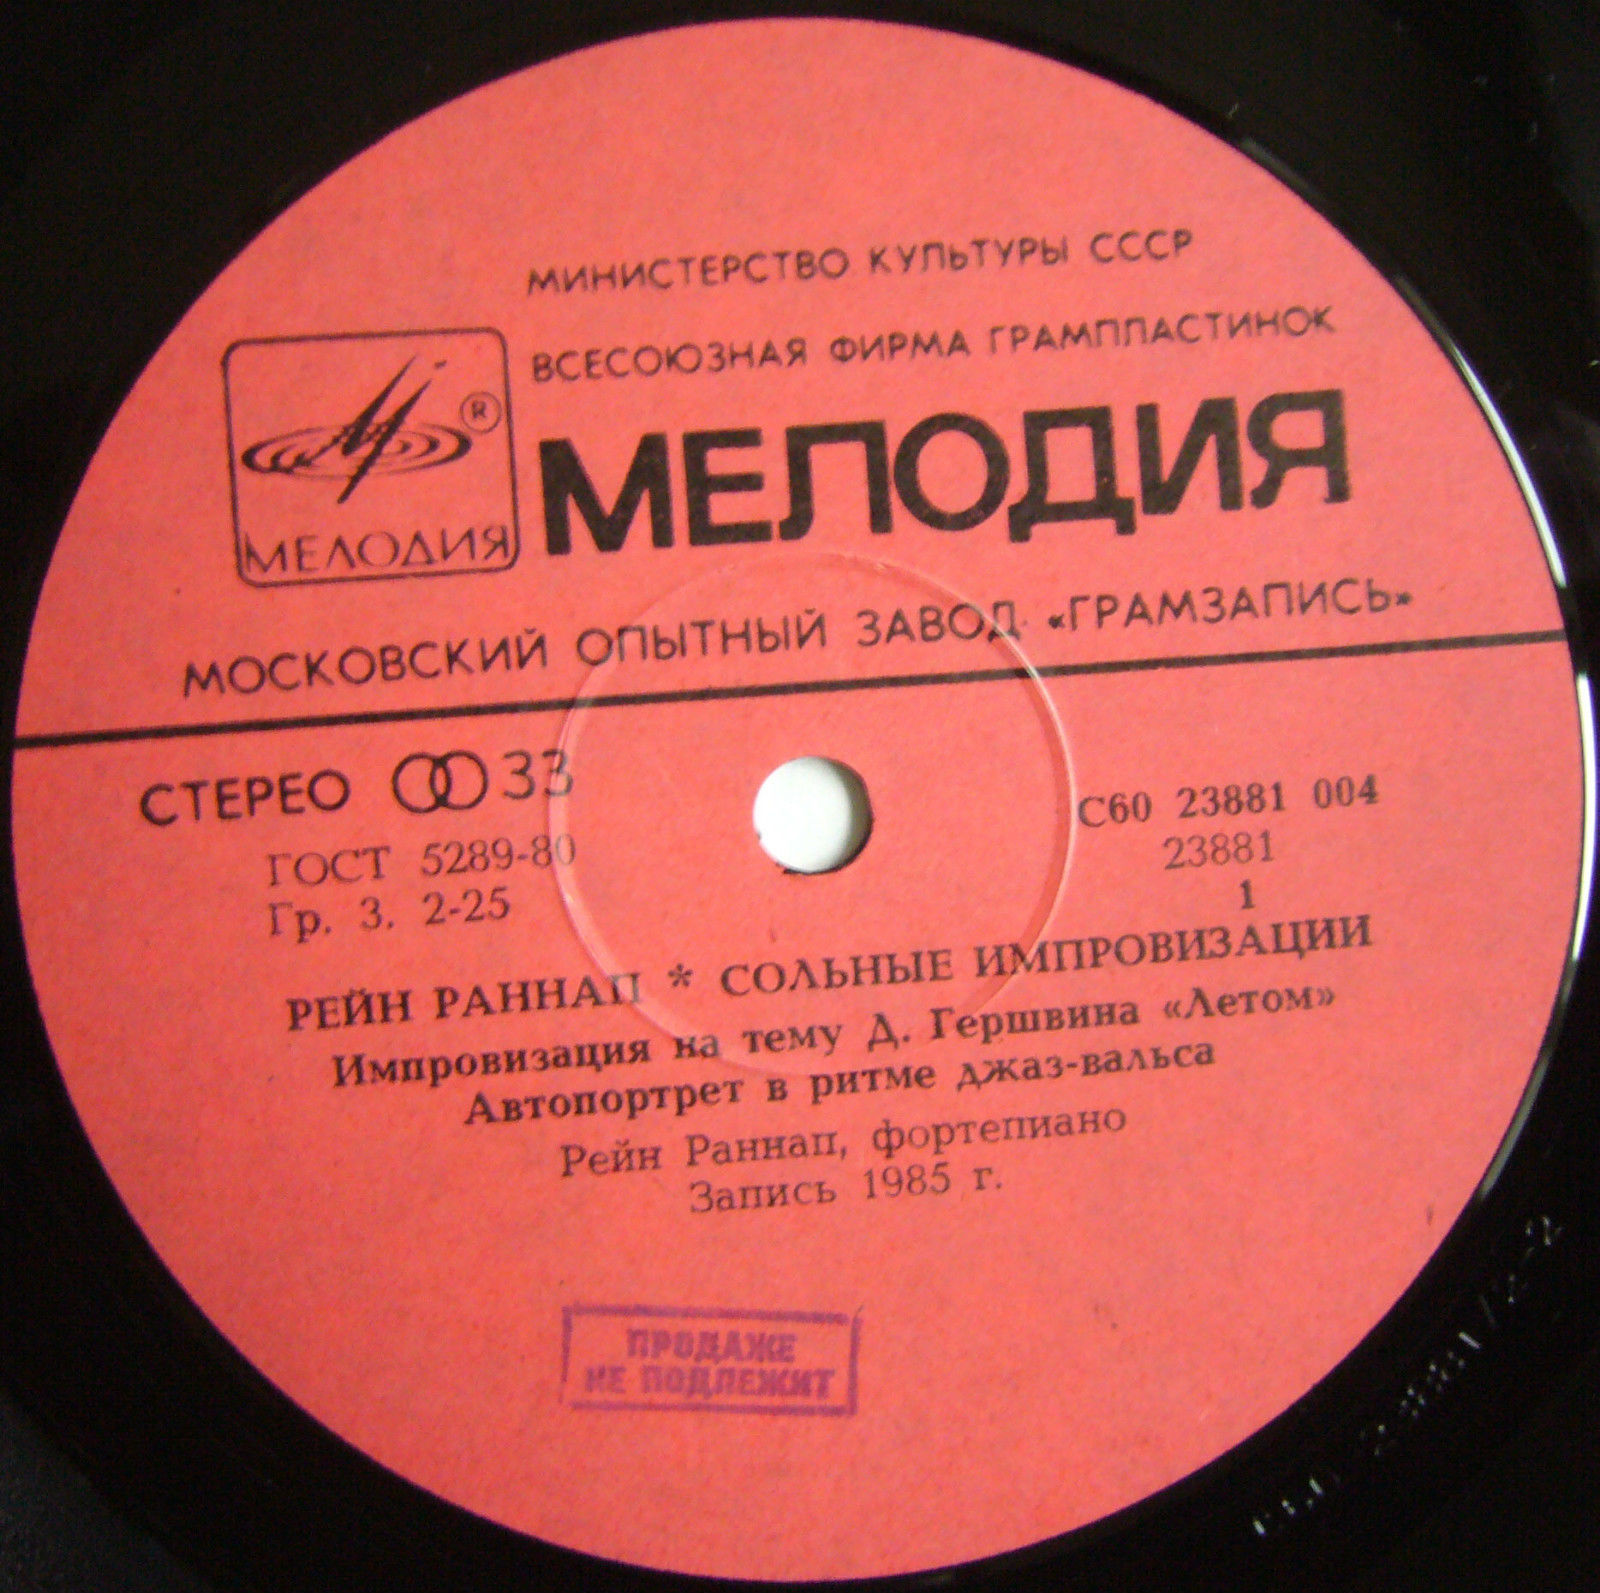 МИНИСТЕРСТВО КУЛЬТУРЫ СССР
ВСЕСОЮЗНАЯ ФИРМА ГРАМПЛАСТИНОК
МЕЛОДИЯ
®
МЕЛОДИЯ
МОСКОВСКИЙ ОПЫТНЫЙ ЗАВОД «ГРАМЗАПИСЬ»
СТЕРЕО 33
С60 23881 004
ГОСТ 5289-80
23881
Гр. 3. 2-25
1
РЕЙН РАННАП * СОЛЬНЫЕ ИМПРОВИЗАЦИИ
Импровизация на тему Д. Гершвина «Летом»
Автопортрет в ритме джаз-вальса
Рейн Раннап, фортепиано
Запись 1985 г.
ПРОДАЖЕ
НЕ ПОДЛЕЖИТ